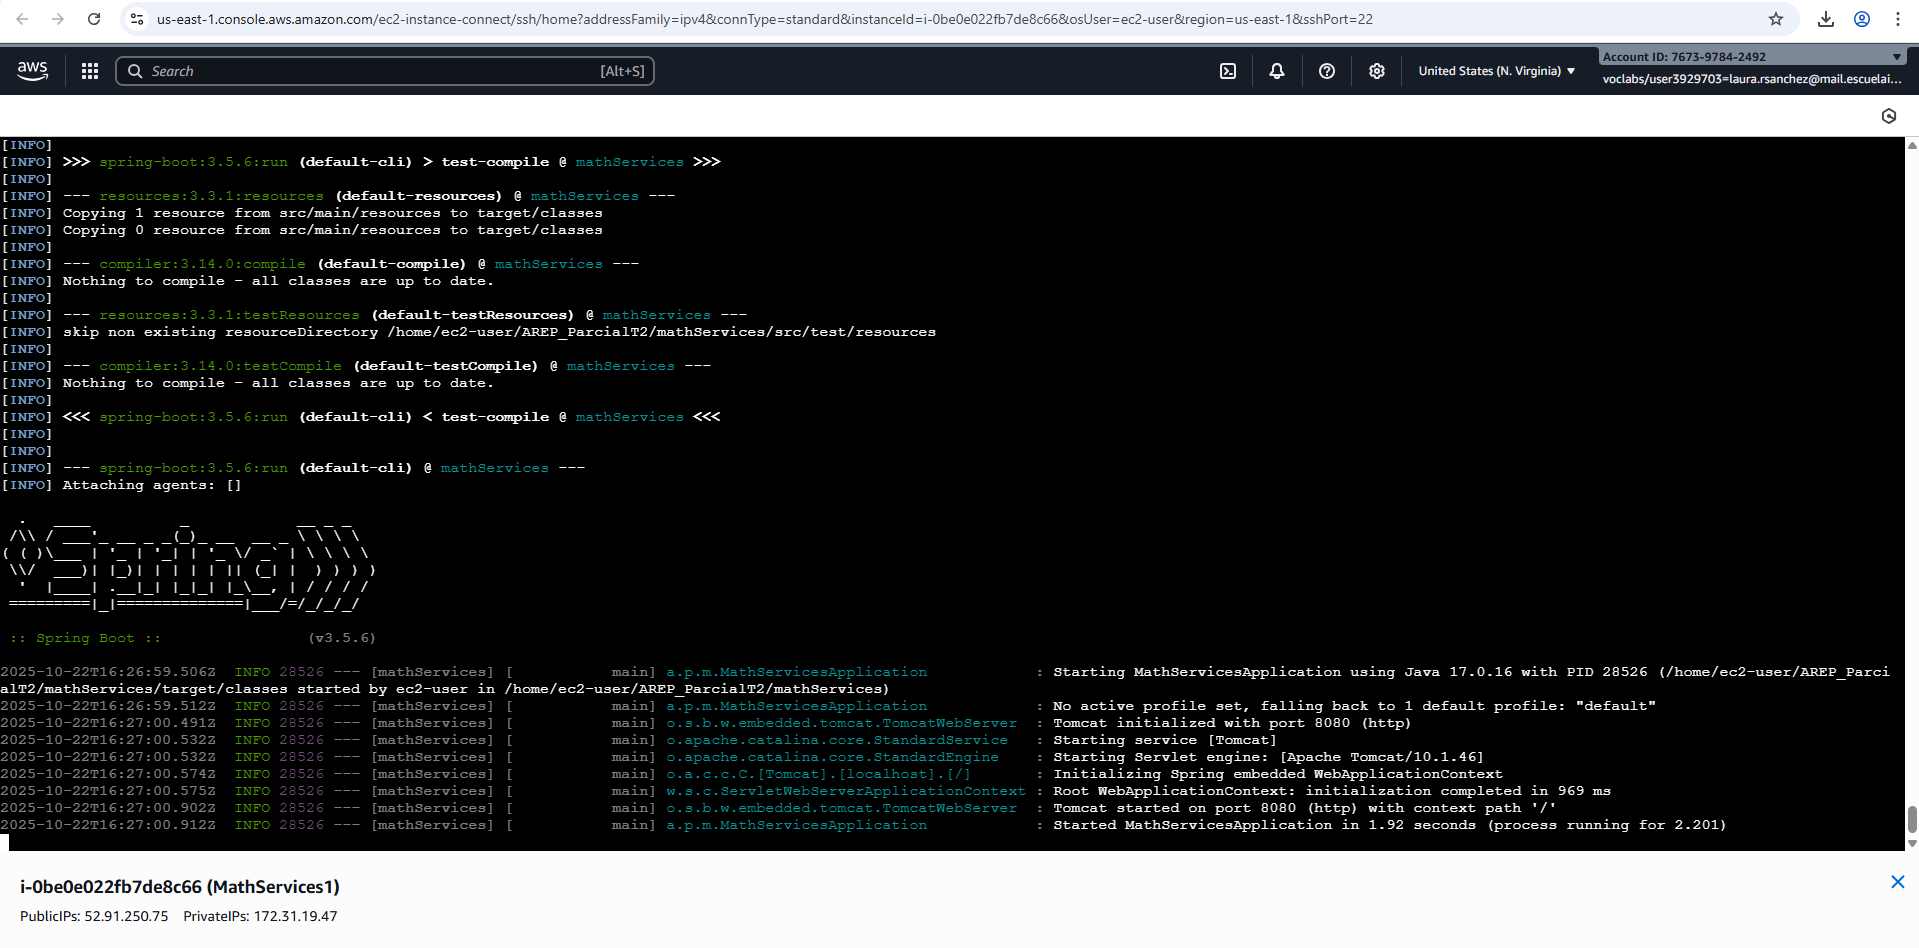 us-east-1.console.aws.amazon.com/ec2-instance-connect/ssh/home?addressFamily=ipv4&connType=standard&instanceId=i-0be0e022fb7de8c66&osUser=ec2-user&region=us-east-1&sshPort=22
aws Search [Alt+S] United States (N. Virginia) Account ID: 7673-9784-2492
voclabs/user3929703=laura.rsanchez@mail.escuelai...
[INFO]
[INFO] >>> spring-boot:3.5.6:run (default-cli) > test-compile @ mathServices >>>
[INFO]
[INFO] --- resources:3.3.1:resources (default-resources) @ mathServices ---
[INFO] Copying 1 resource from src/main/resources to target/classes
[INFO] Copying 0 resource from src/main/resources to target/classes
[INFO]
[INFO] --- compiler:3.14.0:compile (default-compile) @ mathServices ---
[INFO] Nothing to compile - all classes are up to date.
[INFO]
[INFO] --- resources:3.3.1:testResources (default-testResources) @ mathServices ---
[INFO] skip non existing resourceDirectory /home/ec2-user/AREP_ParcialT2/mathServices/src/test/resources
[INFO]
[INFO] --- compiler:3.14.0:testCompile (default-testCompile) @ mathServices ---
[INFO] Nothing to compile - all classes are up to date.
[INFO]
[INFO] <<< spring-boot:3.5.6:run (default-cli) < test-compile @ mathServices <<<
[INFO]
[INFO]
[INFO] --- spring-boot:3.5.6:run (default-cli) @ mathServices ---
[INFO] Attaching agents: []
Spring
:: Spring Boot :: (v3.5.6)
2025-10-22T16:26:59.506Z INFO 28526 --- [mathServices] [ main] a.p.m.MathServicesApplication : Starting MathServicesApplication using Java 17.0.16 with PID 28526 (/home/ec2-user/AREP_Parci
alT2/mathServices/target/classes started by ec2-user in /home/ec2-user/AREP_ParcialT2/mathServices)
2025-10-22T16:26:59.512Z INFO 28526 --- [mathServices] [ main] a.p.m.MathServicesApplication : No active profile set, falling back to 1 default profile: "default"
2025-10-22T16:27:00.491Z INFO 28526 --- [mathServices] [ main] o.s.b.w.embedded.tomcat.TomcatWebServer : Tomcat initialized with port 8080 (http)
2025-10-22T16:27:00.532Z INFO 28526 --- [mathServices] [ main] o.apache.catalina.core.StandardService : Starting service [Tomcat]
2025-10-22T16:27:00.532Z INFO 28526 --- [mathServices] [ main] o.apache.catalina.core.StandardEngine : Starting Servlet engine: [Apache Tomcat/10.1.46]
2025-10-22T16:27:00.574Z INFO 28526 --- [mathServices] [ main] o.a.c.c.C.[Tomcat].[localhost].[/] : Initializing Spring embedded WebApplicationContext
2025-10-22T16:27:00.575Z INFO 28526 --- [mathServices] [ main] w.s.c.ServletWebServerApplicationContext : Root WebApplicationContext: initialization completed in 969 ms
2025-10-22T16:27:00.902Z INFO 28526 --- [mathServices] [ main] o.s.b.w.embedded.tomcat.TomcatWebServer : Tomcat started on port 8080 (http) with context path '/'
2025-10-22T16:27:00.912Z INFO 28526 --- [mathServices] [ main] a.p.m.MathServicesApplication : Started MathServicesApplication in 1.92 seconds (process running for 2.201)
i-0be0e022fb7de8c66 (MathServices1)
PublicIPs: 52.91.250.75 PrivateIPs: 172.31.19.47